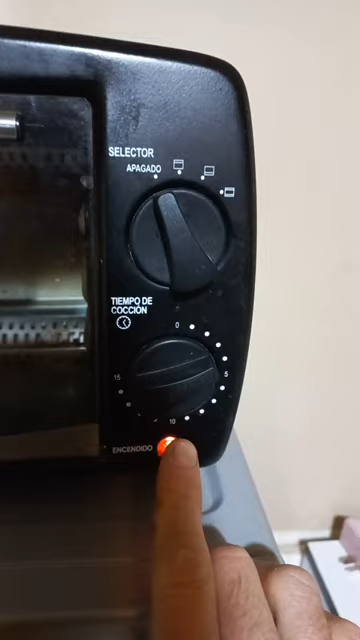 SELECTOR
APAGADO
TIEMPO DE
COCCIÓN
0
5
10
15
ENCENDIDO